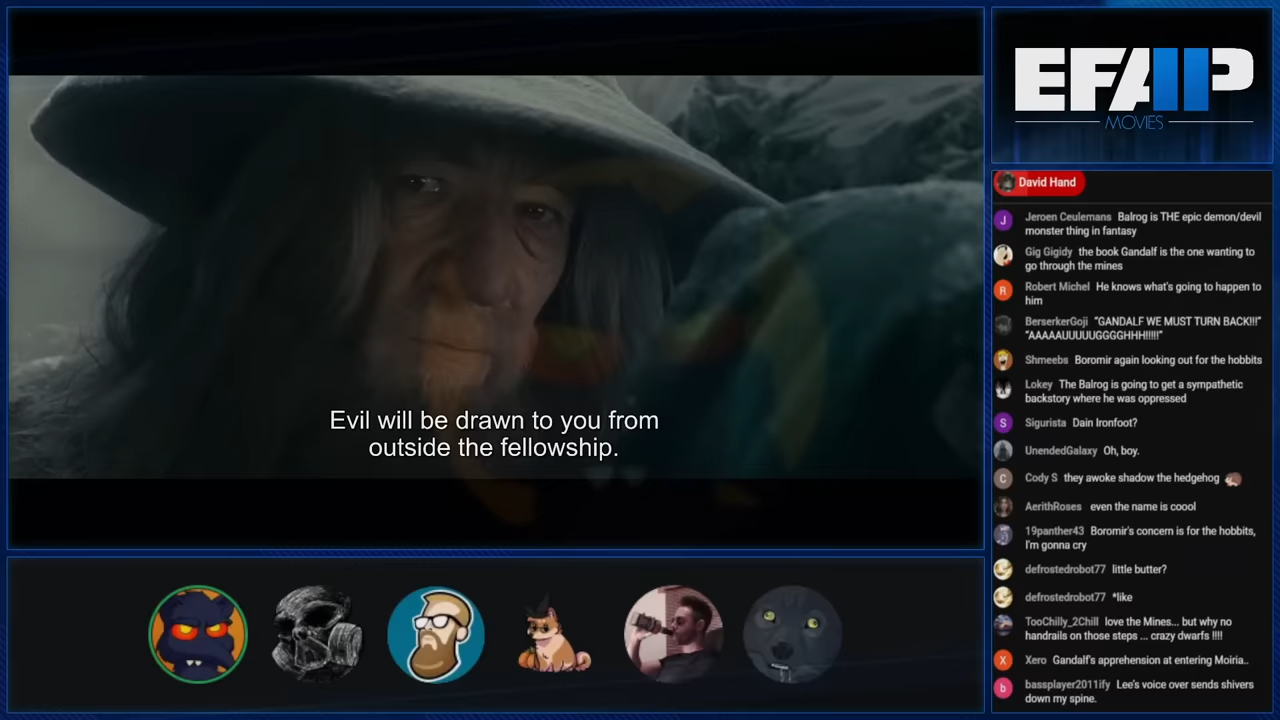 Evil will be drawn to you from
outside the fellowship.
EFAP
MOVIES
David Hand
J
Jeroen Ceulemans Balrog is THE epic demon/devil
monster thing in fantasy
Gig Gigidy the book Gandalf is the one wanting to
go through the mines
R
Robert Michel He knows what's going to happen to
him
BerserkerGoji “GANDALF WE MUST TURN BACK!!!”
“AAAAAUUUUUGGGGHHH!!!!!”
Shmeebs Boromir again looking out for the hobbits
Lokey The Balrog is going to get a sympathetic
backstory where he was oppressed
S
Sigurista Dain Ironfoot?
UnendedGalaxy Oh, boy.
C
Cody S they awoke shadow the hedgehog
AerithRoses even the name is coool
19panther43 Boromir's concern is for the hobbits,
I'm gonna cry
defrostedrobot77 little butter?
defrostedrobot77 *like
TooChilly_2Chill love the Mines... but why no
handrails on those steps ... crazy dwarfs !!!!
X
Xero Gandalf's apprehension at entering Moiria..
b
bassplayer2011ify Lee's voice over sends shivers
down my spine.